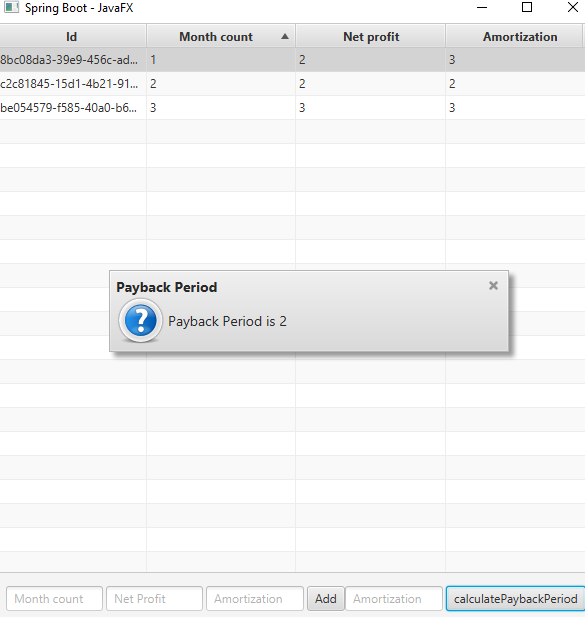 Spring Boot - JavaFX
Id Month count Net profit Amortization
8bc08da3-39e9-456c-ad... 1 2 3
c2c81845-15d1-4b21-91... 2 2 2
be054579-f585-40a0-b6... 3 3 3
Payback Period
Payback Period is 2
Month count Net Profit Amortization Add Amortization calculatePaybackPeriod